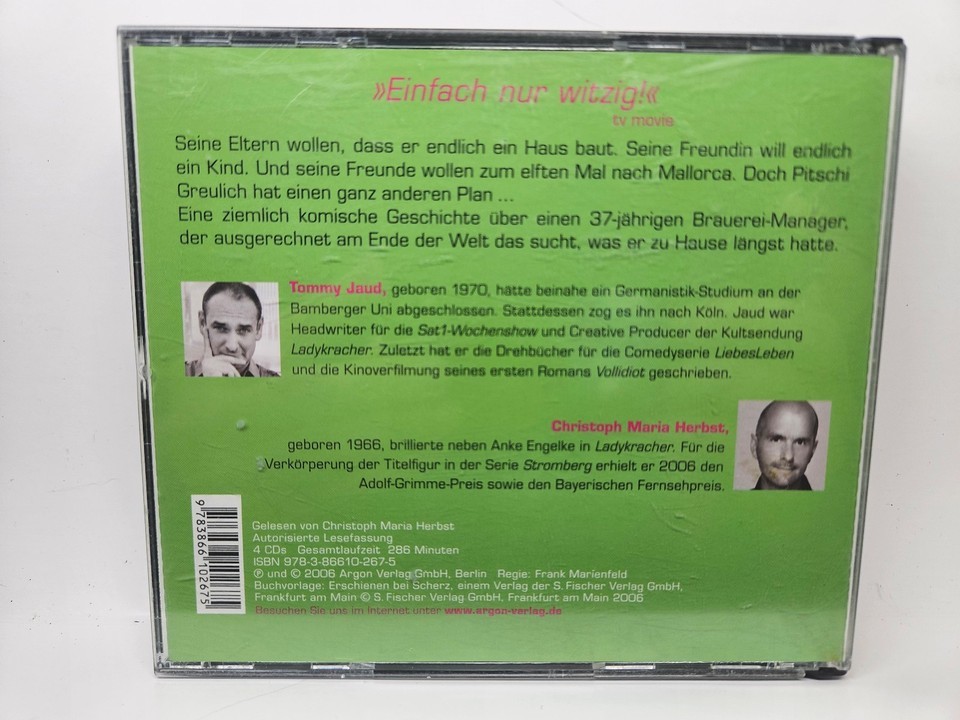 »Einfach nur witzig!«
tv movie
Seine Eltern wollen, dass er endlich ein Haus baut. Seine Freundin will endlich
ein Kind. Und seine Freunde wollen zum elften Mal nach Mallorca. Doch Pitschi
Greulich hat einen ganz anderen Plan ...
Eine ziemlich komische Geschichte über einen 37-jährigen Brauerei-Manager,
der ausgerechnet am Ende der Welt das sucht, was er zu Hause längst hatte.
Tommy Jaud, geboren 1970, hätte beinahe ein Germanistik-Studium an der
Bamberger Uni abgeschlossen. Stattdessen zog es ihn nach Köln. Jaud war
Headwriter für die Sat1-Wochenshow und Creative Producer der Kultsendung
Ladykracher. Zuletzt hat er die Drehbücher für die Comedyserie LiebesLeben
und die Kinoverfilmung seines ersten Romans Vollidiot geschrieben.
Christoph Maria Herbst,
geboren 1966, brillierte neben Anke Engelke in Ladykracher. Für die
Verkörperung der Titelfigur in der Serie Stromberg erhielt er 2006 den
Adolf-Grimme-Preis sowie den Bayerischen Fernsehpreis.
9 783866 102675
Gelesen von Christoph Maria Herbst
Autorisierte Lesefassung
4 CDs Gesamtlaufzeit 286 Minuten
ISBN 978-3-86610-267-5
℗ und © 2006 Argon Verlag GmbH, Berlin Regie: Frank Marienfeld
Buchvorlage: Erschienen bei Scherz, einem Verlag der S. Fischer Verlag GmbH,
Frankfurt am Main © S. Fischer Verlag GmbH, Frankfurt am Main 2006
Besuchen Sie uns im Internet unter www.argon-verlag.de